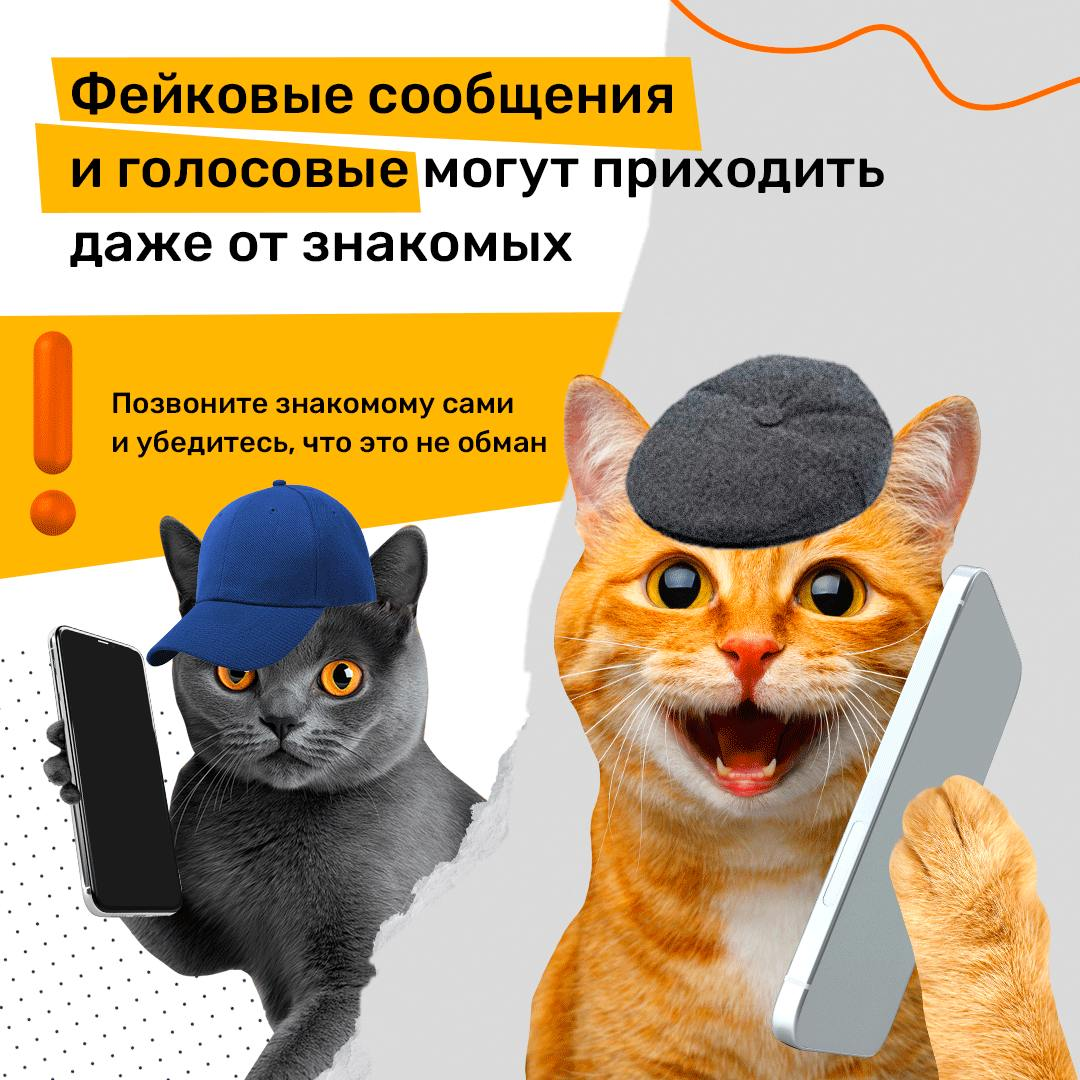 Фейковые сообщения
и голосовые могут приходить
даже от знакомых
Позвоните знакомому сами
и убедитесь, что это не обман